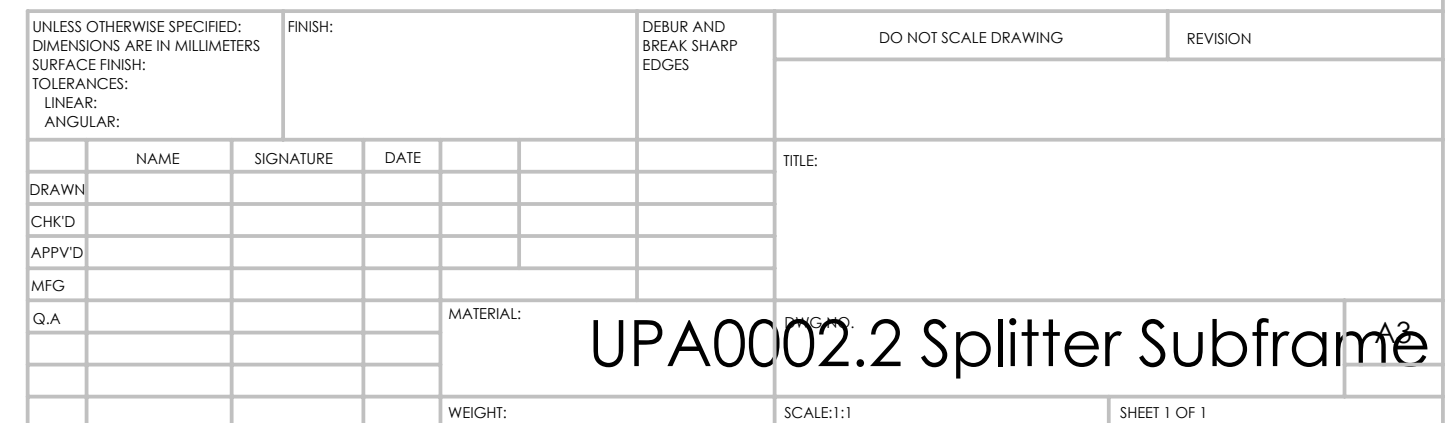 UNLESS OTHERWISE SPECIFIED:
DIMENSIONS ARE IN MILLIMETERS
SURFACE FINISH:
TOLERANCES:
LINEAR:
ANGULAR:
FINISH:
DEBUR AND
BREAK SHARP
EDGES
DO NOT SCALE DRAWING
REVISION
NAME
SIGNATURE
DATE
TITLE:
DRAWN
CHK'D
APPV'D
MFG
Q.A
MATERIAL:
DWG NO.
UPA0002.2 Splitter Subframe
A3
WEIGHT:
SCALE:1:1
SHEET 1 OF 1